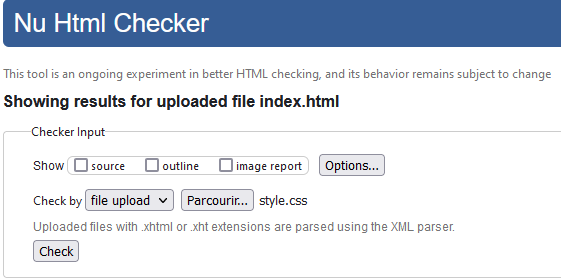 Nu Html Checker
This tool is an ongoing experiment in better HTML checking, and its behavior remains subject to change
Showing results for uploaded file index.html
Checker Input
Show source outline image report Options...
Check by file upload Parcourir... style.css
Uploaded files with .xhtml or .xht extensions are parsed using the XML parser.
Check